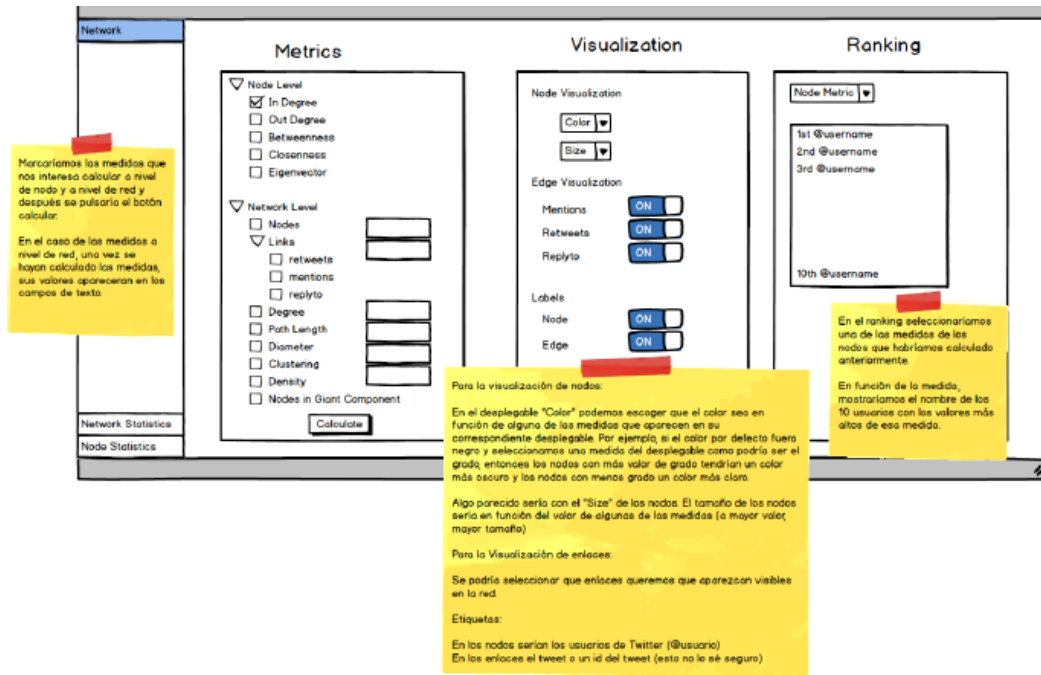 Network
Metrics
Visualization
Ranking
Node Level
In Degree
Out Degree
Betweenness
Closenness
Eigenvector
Network Level
Nodes
Links
retweets
mentions
replyto
Degree
Path Length
Diameter
Clustering
Density
Nodes in Giant Component
Calculate
Node Visualization
Color
Size
Edge Visualization
Mentions ON
Retweets ON
Replyto ON
Labels
Node ON
Edge ON
Node Metric
1st @username
2nd @username
3rd @username
10th @username
Network Statistics
Node Statistics
Marcaríamos las medidas que
nos interesa calcular a nivel
de nodo y a nivel de red y
después se pulsaría el botón
calcular.
En el caso de las medidas a
nivel de red, una vez se
hayan calculado las medidas,
sus valores apareceran en los
campos de texto.
Para la visualización de nodos:
En el desplegable "Color" podemos escoger que el color sea en
función de alguna de las medidas que aparecen en su
correspondiente desplegable. Por ejemplo, si el color por defecto fuera
negro y seleccionamos una medida del desplegable como podría ser el
grado, entonces los nodos con más valor de grado tendrían un color
más oscuro y los nodos con menos grado un color más claro.
Algo parecido sería con el "Size" de los nodos. El tamaño de los nodos
sería en función del valor de algunas de las medidas (a mayor valor,
mayor tamaño)
Para la Visualización de enlaces:
Se podría seleccionar que enlaces queremos que aparezcan visibles
en la red.
Etiquetas:
En los nodos serían los usuarios de Twitter (@usuario)
En los enlaces el tweet o un id del tweet (esto no lo sé seguro)
En el ranking seleccionaríamos
una de las medidas de los
nodos que habríamos calculado
anteriormente.
En función de la medida,
mostraríamos el nombre de los
10 usuarios con los valores más
altos de esa medida.